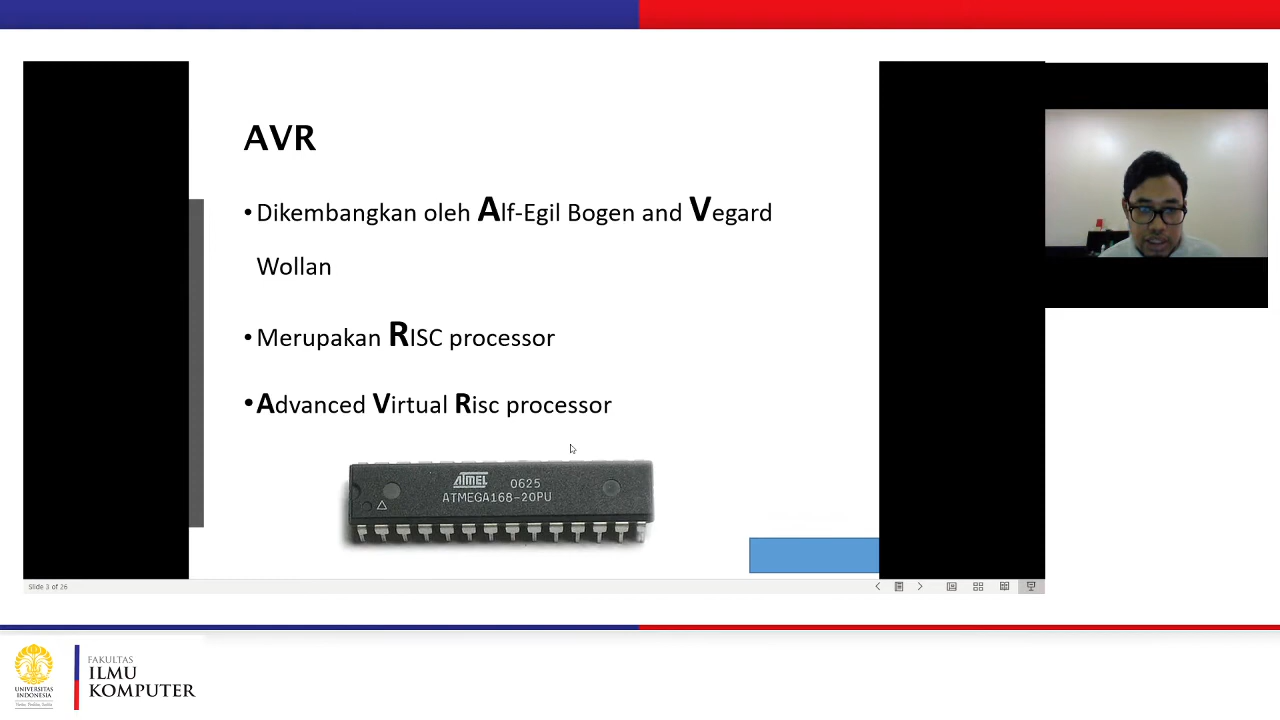 AVR
•Dikembangkan oleh Alf-Egil Bogen and Vegard
Wollan
•Merupakan RISC processor
•Advanced Virtual Risc processor
ATMEL 0625
ATMEGA168-20PU
Slide 3 of 26
UNIVERSITAS
INDONESIA
FAKULTAS
ILMU
KOMPUTER